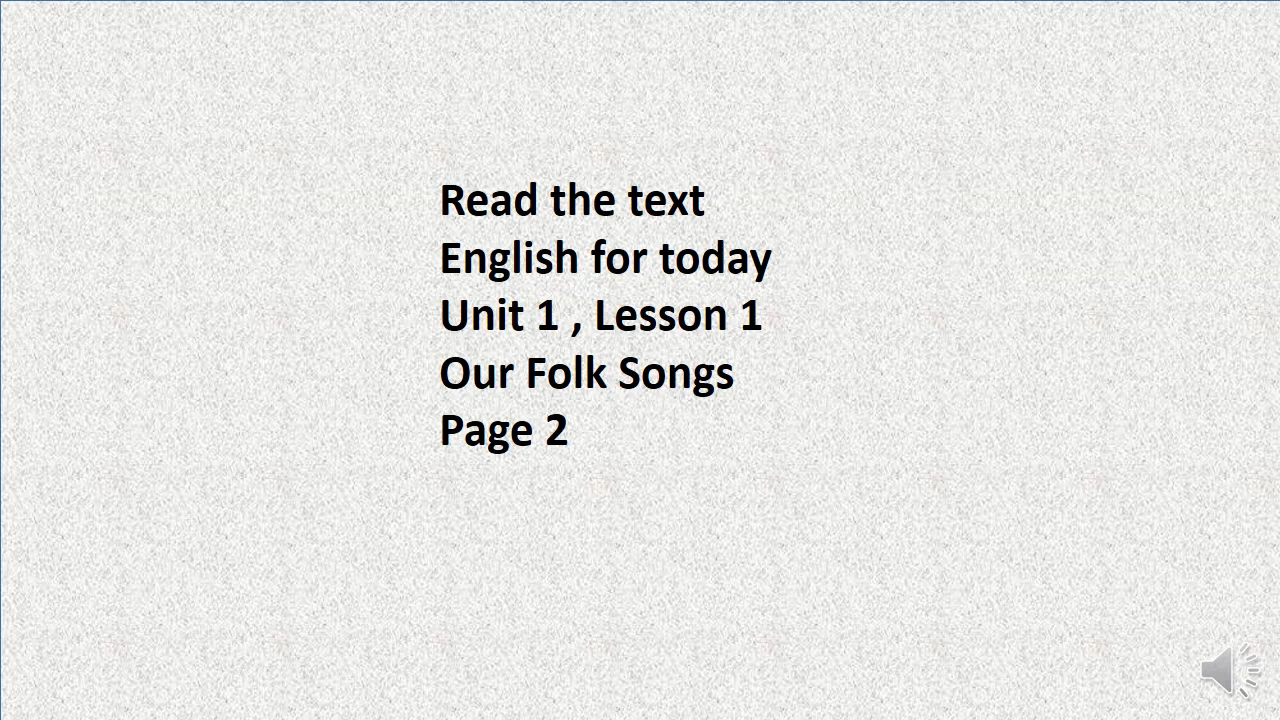 Read the text
English for today
Unit 1 , Lesson 1
Our Folk Songs
Page 2